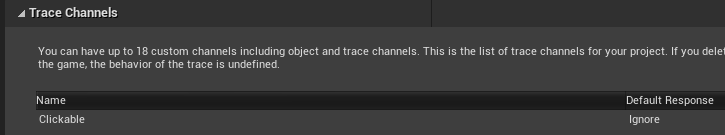 Trace Channels
You can have up to 18 custom channels including object and trace channels. This is the list of trace channels for your project. If you delet
the game, the behavior of the trace is undefined.
Name Default Response
Clickable Ignore